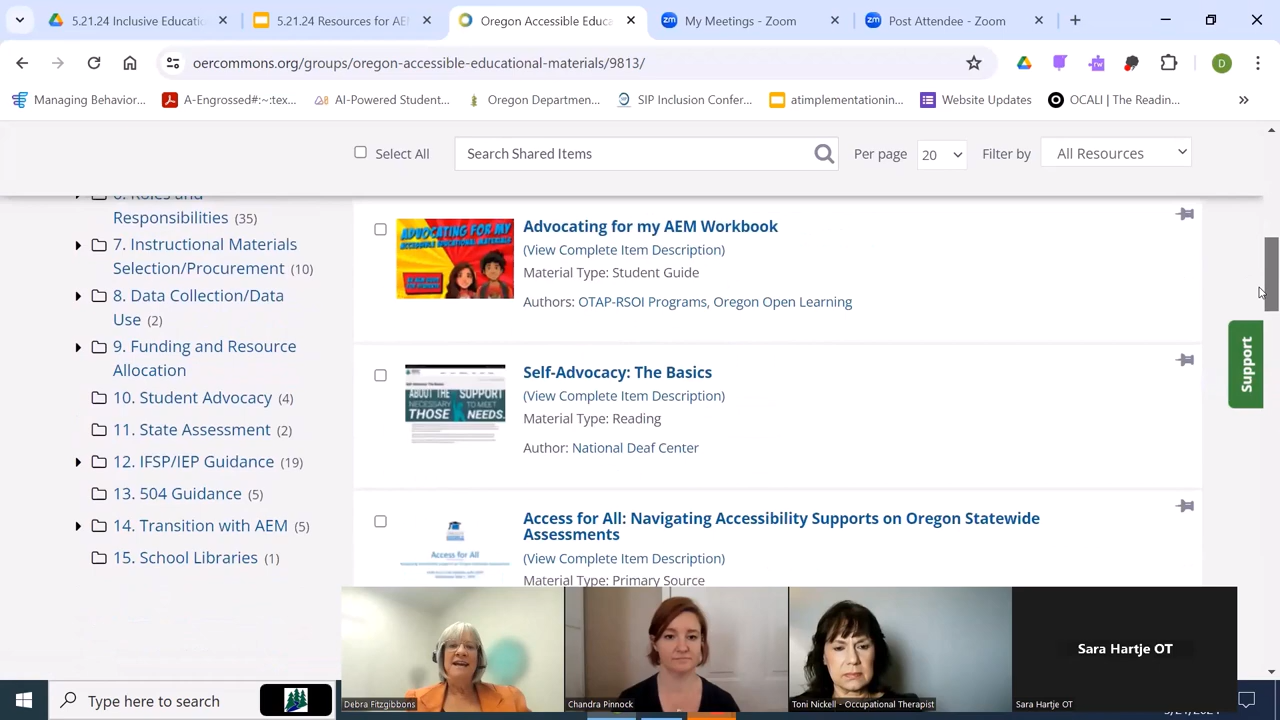 5.21.24 Inclusive Educati
5.21.24 Resources for AEM
Oregon Accessible Educa
My Meetings - Zoom
Post Attendee - Zoom
oercommons.org/groups/oregon-accessible-educational-materials/9813/
D
Managing Behavior...
A-Engrossed#:~:tex...
AI-Powered Student...
Oregon Departmen...
SIP Inclusion Confer...
atimplementationin...
Website Updates
OCALI | The Readin...
Select All
Search Shared Items
Per page
20
Filter by
All Resources
6. Roles and
Responsibilities (35)
7. Instructional Materials
Selection/Procurement (10)
8. Data Collection/Data
Use (2)
9. Funding and Resource
Allocation
10. Student Advocacy (4)
11. State Assessment (2)
12. IFSP/IEP Guidance (19)
13. 504 Guidance (5)
14. Transition with AEM (5)
15. School Libraries (1)
ADVOCATING FOR MY
Advocating for my AEM Workbook
(View Complete Item Description)
Material Type: Student Guide
Authors: OTAP-RSOI Programs, Oregon Open Learning
ABOUT THE SUPPORT
NECESSARY TO MEET
THOSE NEEDS.
Self-Advocacy: The Basics
(View Complete Item Description)
Material Type: Reading
Author: National Deaf Center
Access for All
Access for All: Navigating Accessibility Supports on Oregon Statewide
Assessments
(View Complete Item Description)
Material Type: Primary Source
Support
Sara Hartje OT
Debra Fitzgibbons
Chandra Pinnock
Toni Nickell - Occupational Therapist
Sara Hartje OT
Type here to search